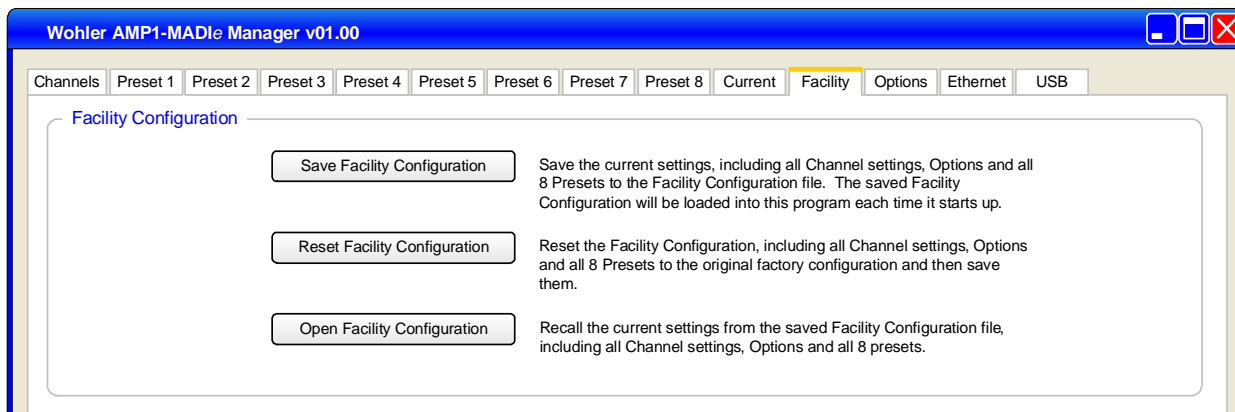 Wohler AMP1-MADIe Manager v01.00
Channels Preset 1 Preset 2 Preset 3 Preset 4 Preset 5 Preset 6 Preset 7 Preset 8 Current Facility Options Ethernet USB
Facility Configuration
Save Facility Configuration
Save the current settings, including all Channel settings, Options and all
8 Presets to the Facility Configuration file. The saved Facility
Configuration will be loaded into this program each time it starts up.
Reset Facility Configuration
Reset the Facility Configuration, including all Channel settings, Options
and all 8 Presets to the original factory configuration and then save
them.
Open Facility Configuration
Recall the current settings from the saved Facility Configuration file,
including all Channel settings, Options and all 8 presets.